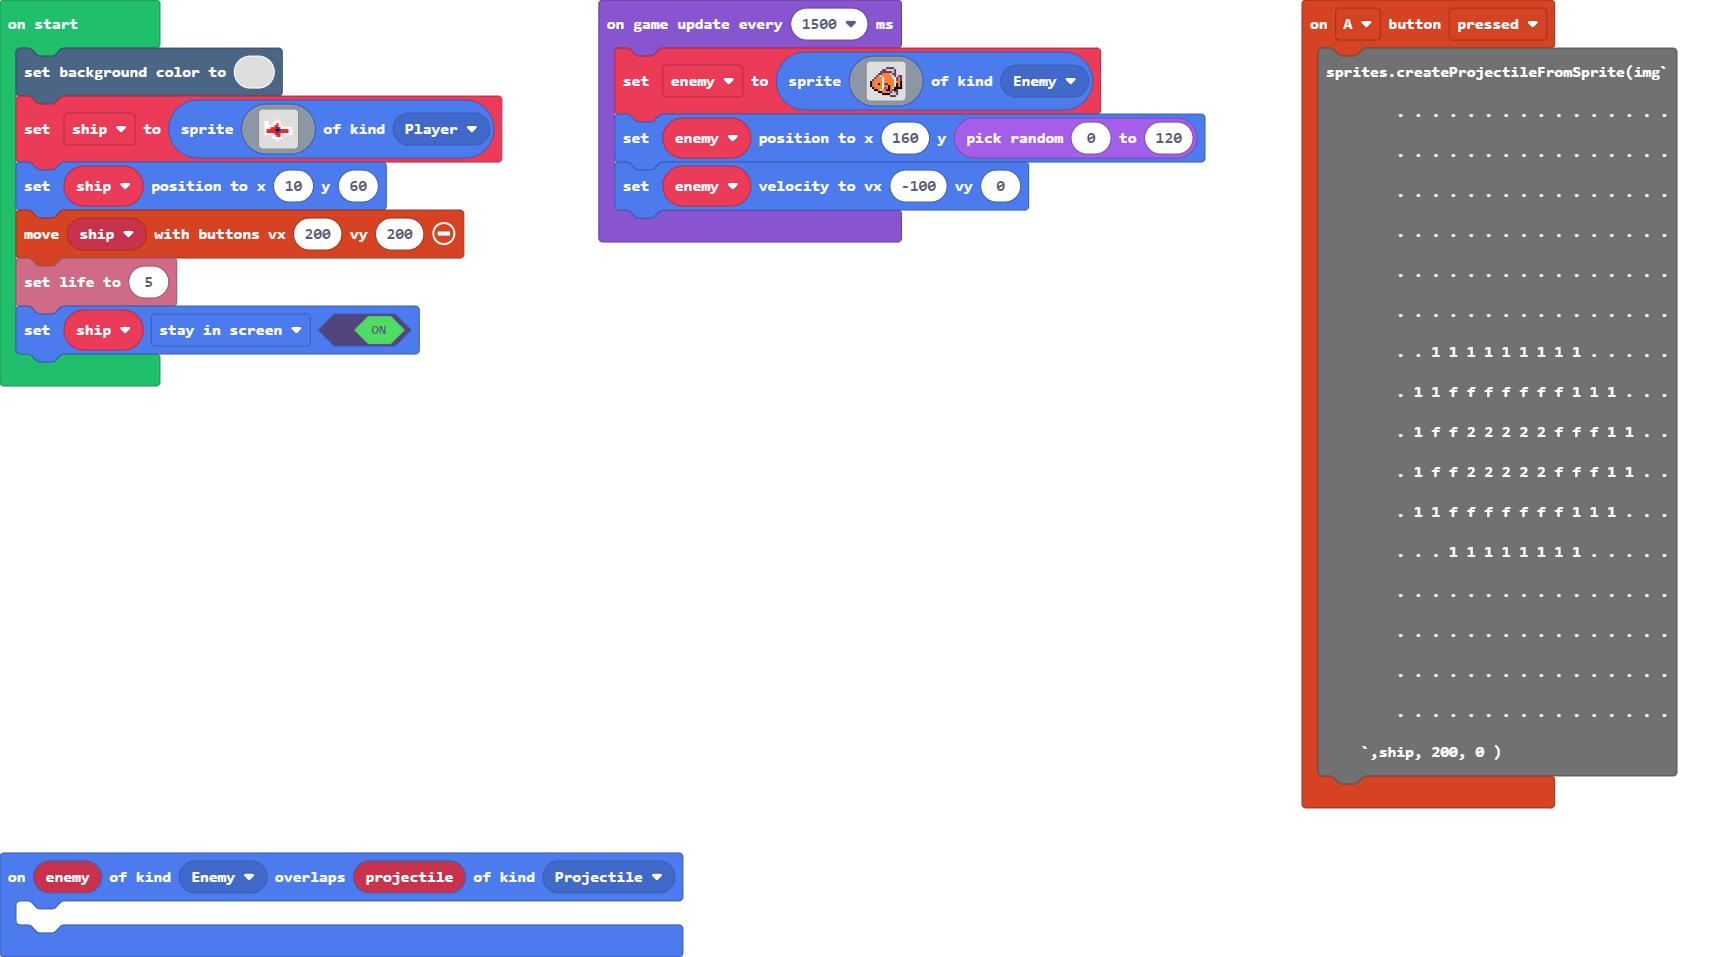 on start
set background color to
set ship to sprite of kind Player
set ship position to x 10 y 60
move ship with buttons vx 200 vy 200
set life to 5
set ship stay in screen ON
on game update every 1500 ms
set enemy to sprite of kind Enemy
set enemy position to x 160 y pick random 0 to 120
set enemy velocity to vx -100 vy 0
on A button pressed
sprites.createProjectileFromSprite(img`
. . . . . . . . . . . . . . . .
. . . . . . . . . . . . . . . .
. . . . . . . . . . . . . . . .
. . . . . . . . . . . . . . . .
. . . . . . . . . . . . . . . .
. . . . . . . . . . . . . . . .
. . 1 1 1 1 1 1 1 1 1 . . . . .
. 1 1 f f f f f f f 1 1 1 . . .
. 1 f f 2 2 2 2 2 f f f 1 1 . .
. 1 f f 2 2 2 2 2 f f f 1 1 . .
. 1 1 f f f f f f f 1 1 1 . . .
. . . 1 1 1 1 1 1 1 1 . . . . .
. . . . . . . . . . . . . . . .
. . . . . . . . . . . . . . . .
. . . . . . . . . . . . . . . .
. . . . . . . . . . . . . . . .
`,ship, 200, 0 )
on enemy of kind Enemy overlaps projectile of kind Projectile